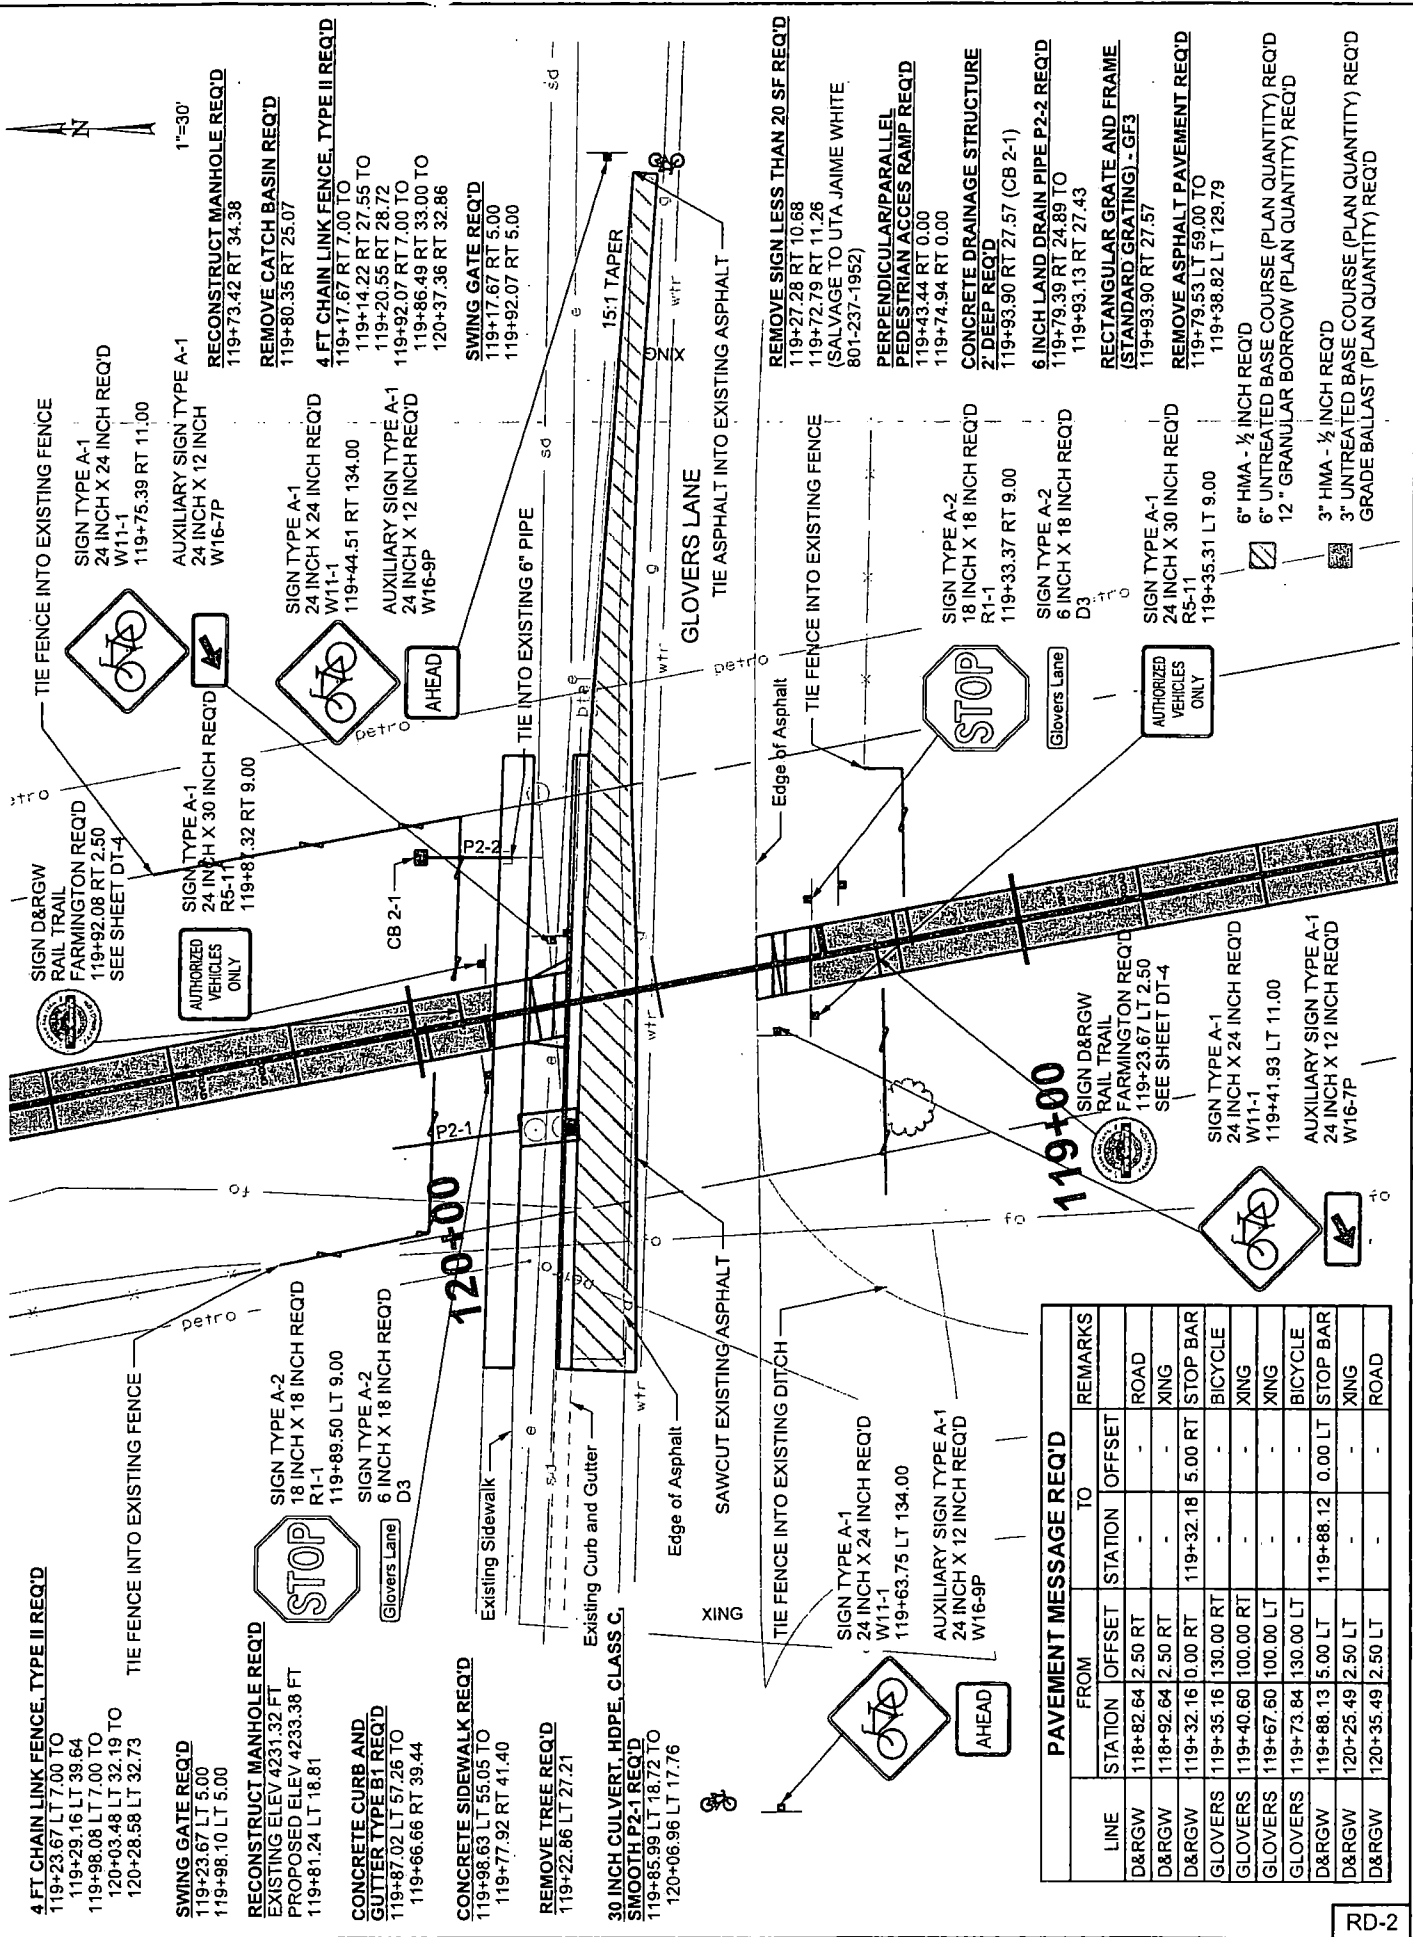 4 FT CHAIN LINK FENCE, TYPE II REQ'D
119+23.67 LT 7.00 TO
119+29.16 LT 39.64
119+98.08 LT 7.00 TO
120+03.48 LT 32.19 TO
120+28.58 LT 32.73
SWING GATE REQ'D
119+23.67 LT 5.00
119+98.10 LT 5.00
RECONSTRUCT MANHOLE REQ'D
EXISTING ELEV 4231.32 FT
PROPOSED ELEV 4233.38 FT
119+81.24 LT 18.81
CONCRETE CURB AND
GUTTER TYPE B1 REQ'D
119+87.02 LT 57.26 TO
119+66.66 RT 39.44
CONCRETE SIDEWALK REQ'D
119+98.63 LT 55.05 TO
119+77.92 RT 41.40
REMOVE TREE REQ'D
119+22.86 LT 27.21
30 INCH CULVERT, HDPE, CLASS C,
SMOOTH P2-1 REQ'D
119+85.99 LT 18.72 TO
120+06.96 LT 17.76
TIE FENCE INTO EXISTING FENCE
SIGN TYPE A-2
18 INCH X 18 INCH REQ'D
R1-1
119+89.50 LT 9.00
SIGN TYPE A-2
6 INCH X 18 INCH REQ'D
D3
STOP
Glovers Lane
Existing Sidewalk
Existing Curb and Gutter
Edge of Asphalt
SAWCUT EXISTING ASPHALT
XING
TIE FENCE INTO EXISTING DITCH
SIGN TYPE A-1
24 INCH X 24 INCH REQ'D
W11-1
119+63.75 LT 134.00
AUXILIARY SIGN TYPE A-1
24 INCH X 12 INCH REQ'D
W16-9P
AHEAD
120+00
119+00
P2-1
P2-2
CB 2-1
SIGN D&RGW
RAIL TRAIL
FARMINGTON REQ'D
119+92.08 RT 2.50
SEE SHEET DT-4
SIGN TYPE A-1
24 INCH X 30 INCH REQ'D
R5-11
119+87.32 RT 9.00
AUTHORIZED
VEHICLES
ONLY
TIE FENCE INTO EXISTING FENCE
SIGN TYPE A-1
24 INCH X 24 INCH REQ'D
W11-1
119+75.39 RT 11.00
AUXILIARY SIGN TYPE A-1
24 INCH X 12 INCH
W16-7P
SIGN TYPE A-1
24 INCH X 24 INCH REQ'D
W11-1
119+44.51 RT 134.00
AUXILIARY SIGN TYPE A-1
24 INCH X 12 INCH REQ'D
W16-9P
AHEAD
TIE INTO EXISTING 6" PIPE
1"=30'
N
RECONSTRUCT MANHOLE REQ'D
119+73.42 RT 34.38
REMOVE CATCH BASIN REQ'D
119+80.35 RT 25.07
4 FT CHAIN LINK FENCE, TYPE II REQ'D
119+17.67 RT 7.00 TO
119+14.22 RT 27.55 TO
119+20.55 RT 28.72
119+92.07 RT 7.00 TO
119+86.49 RT 33.00 TO
120+37.36 RT 32.86
SWING GATE REQ'D
119+17.67 RT 5.00
119+92.07 RT 5.00
15:1 TAPER
XING
GLOVERS LANE
TIE ASPHALT INTO EXISTING ASPHALT
Edge of Asphalt
TIE FENCE INTO EXISTING FENCE
REMOVE SIGN LESS THAN 20 SF REQ'D
119+27.28 RT 10.68
119+72.79 RT 11.26
(SALVAGE TO UTA JAIME WHITE
801-237-1952)
PERPENDICULAR/PARALLEL
PEDESTRIAN ACCES RAMP REQ'D
119+43.44 RT 0.00
119+74.94 RT 0.00
CONCRETE DRAINAGE STRUCTURE
2' DEEP REQ'D
119+93.90 RT 27.57 (CB 2-1)
6 INCH LAND DRAIN PIPE P2-2 REQ'D
119+79.39 RT 24.89 TO
119+93.13 RT 27.43
RECTANGULAR GRATE AND FRAME
(STANDARD GRATING) - GF3
119+93.90 RT 27.57
REMOVE ASPHALT PAVEMENT REQ'D
119+79.53 LT 59.00 TO
119+38.82 LT 129.79
SIGN TYPE A-2
18 INCH X 18 INCH REQ'D
R1-1
119+33.37 RT 9.00
SIGN TYPE A-2
6 INCH X 18 INCH REQ'D
D3
STOP
Glovers Lane
SIGN TYPE A-1
24 INCH X 30 INCH REQ'D
R5-11
119+35.31 LT 9.00
AUTHORIZED
VEHICLES
ONLY
6" HMA - ½ INCH REQ'D
6" UNTREATED BASE COURSE (PLAN QUANTITY) REQ'D
12 " GRANULAR BORROW (PLAN QUANTITY) REQ'D
3" HMA - ½ INCH REQ'D
3" UNTREATED BASE COURSE (PLAN QUANTITY) REQ'D
GRADE BALLAST (PLAN QUANTITY) REQ'D
SIGN D&RGW
RAIL TRAIL
FARMINGTON REQ'D
119+23.67 LT 2.50
SEE SHEET DT-4
SIGN TYPE A-1
24 INCH X 24 INCH REQ'D
W11-1
119+41.93 LT 11.00
AUXILIARY SIGN TYPE A-1
24 INCH X 12 INCH REQ'D
W16-7P
petro
petro
petro
petro
fo
fo
fo
sd
sd
wtr
wtr
wtr
wtr
g
g
e
e
PAVEMENT MESSAGE REQ'D
LINE FROM TO REMARKS
STATION OFFSET STATION OFFSET
D&RGW 118+82.64 2.50 RT - - ROAD
D&RGW 118+92.64 2.50 RT - - XING
D&RGW 119+32.16 0.00 RT 119+32.18 5.00 RT STOP BAR
GLOVERS 119+35.16 130.00 RT - - BICYCLE
GLOVERS 119+40.60 100.00 RT - - XING
GLOVERS 119+67.60 100.00 LT - - XING
GLOVERS 119+73.84 130.00 LT - - BICYCLE
D&RGW 119+88.13 5.00 LT 119+88.12 0.00 LT STOP BAR
D&RGW 120+25.49 2.50 LT - - XING
D&RGW 120+35.49 2.50 LT - - ROAD
RD-2